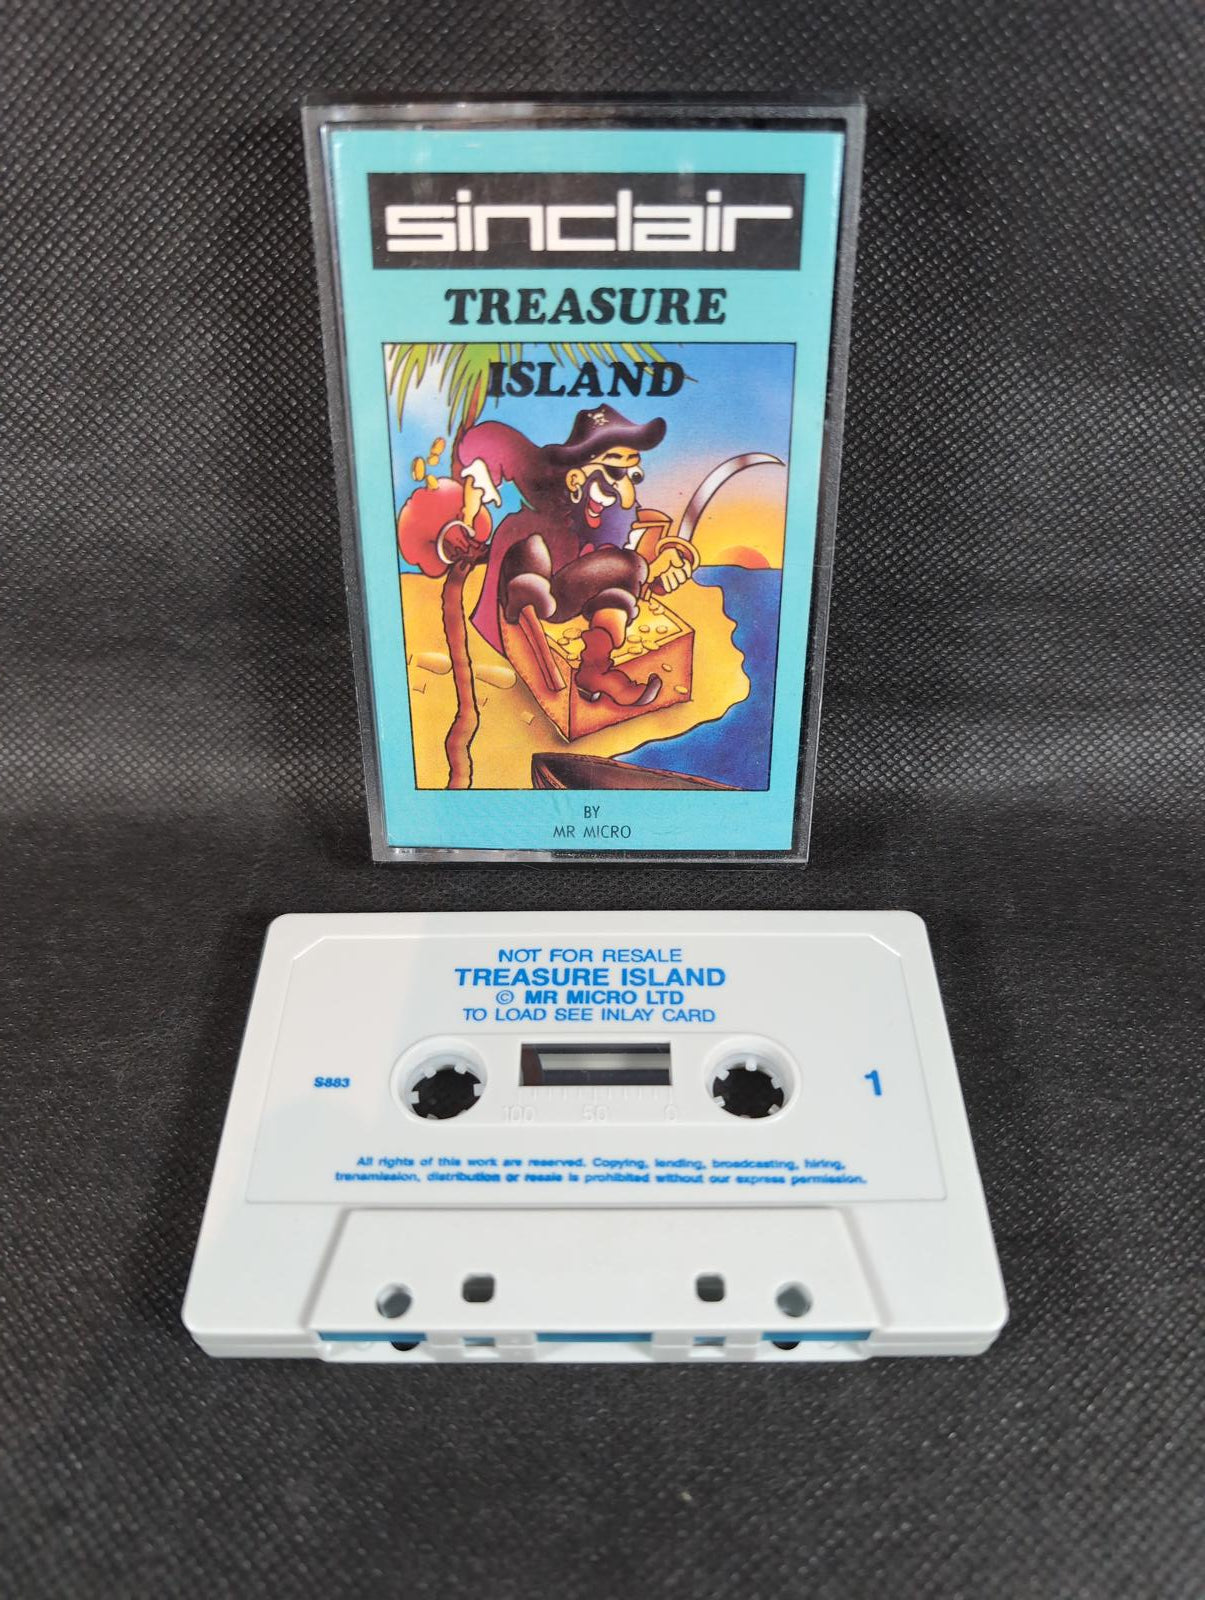 sinclair
TREASURE
ISLAND
BY
MR MICRO
NOT FOR RESALE
TREASURE ISLAND
© MR MICRO LTD
TO LOAD SEE INLAY CARD
S883
1
100 50 0
All rights of this work are reserved. Copying, lending, broadcasting, hiring,
transmission, distribution or resale is prohibited without our express permission.